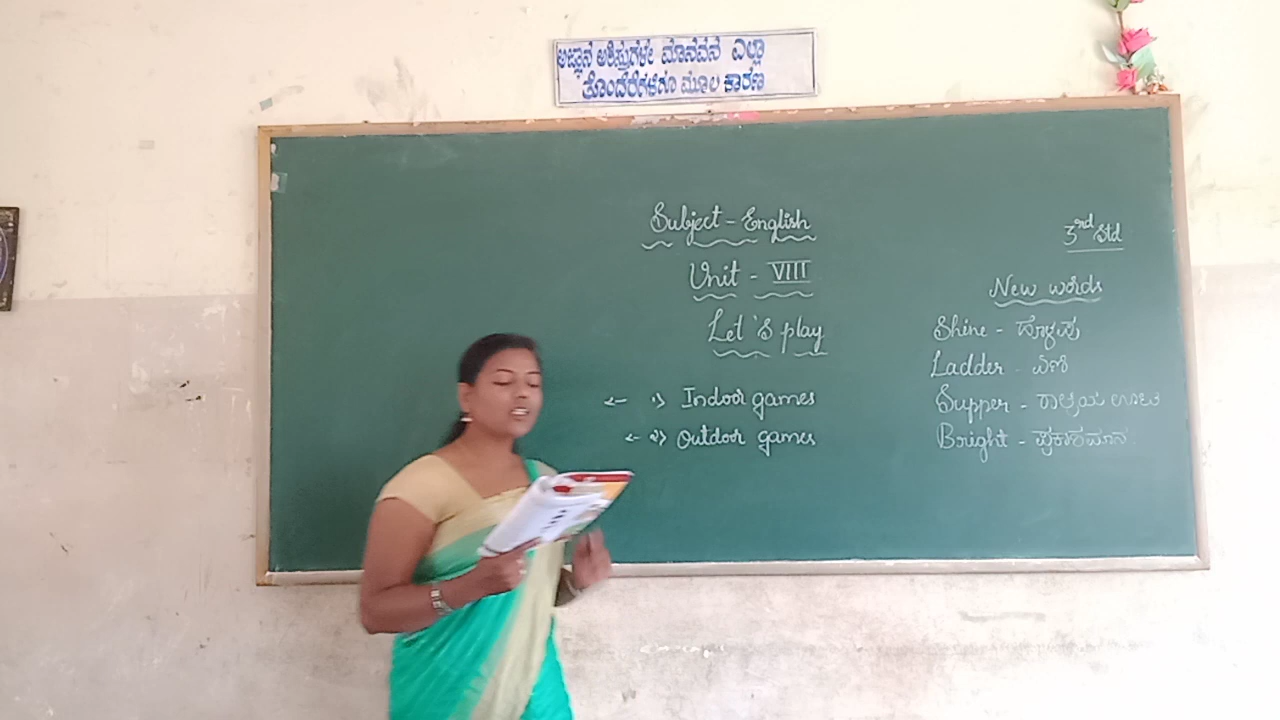 ಅಜ್ಞಾನ ಅಶಿಸ್ತುಗಳೇ ಮಾನವನ ಎಲ್ಲಾ
ತೊಂದರೆಗಳಿಗೂ ಮೂಲ ಕಾರಣ
Subject - English
3rd Std
Unit - VIII
New words
Let's play
Shine - ಹೊಳಪು
Ladder - ಏಣಿ
1) Indoor games
Supper - ರಾತ್ರಿಯ ಊಟ
2) Outdoor games
Bright - ಪ್ರಕಾಶಮಾನ